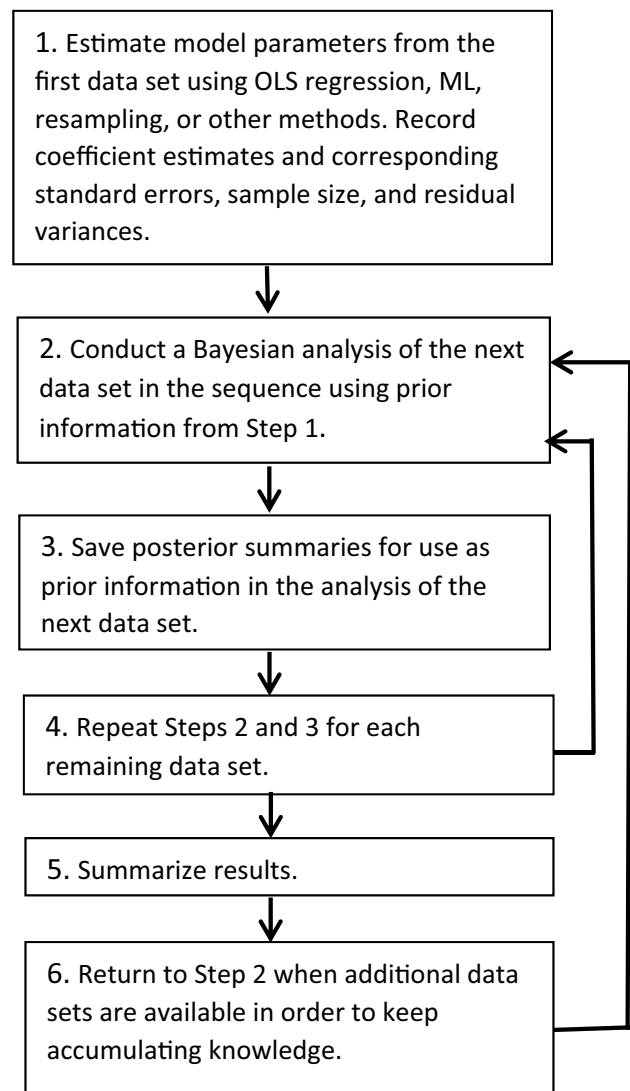 1. Estimate model parameters from the
first data set using OLS regression, ML,
resampling, or other methods. Record
coefficient estimates and corresponding
standard errors, sample size, and residual
variances.
2. Conduct a Bayesian analysis of the next
data set in the sequence using prior
information from Step 1.
3. Save posterior summaries for use as
prior information in the analysis of the
next data set.
4. Repeat Steps 2 and 3 for each
remaining data set.
5. Summarize results.
6. Return to Step 2 when additional data
sets are available in order to keep
accumulating knowledge.